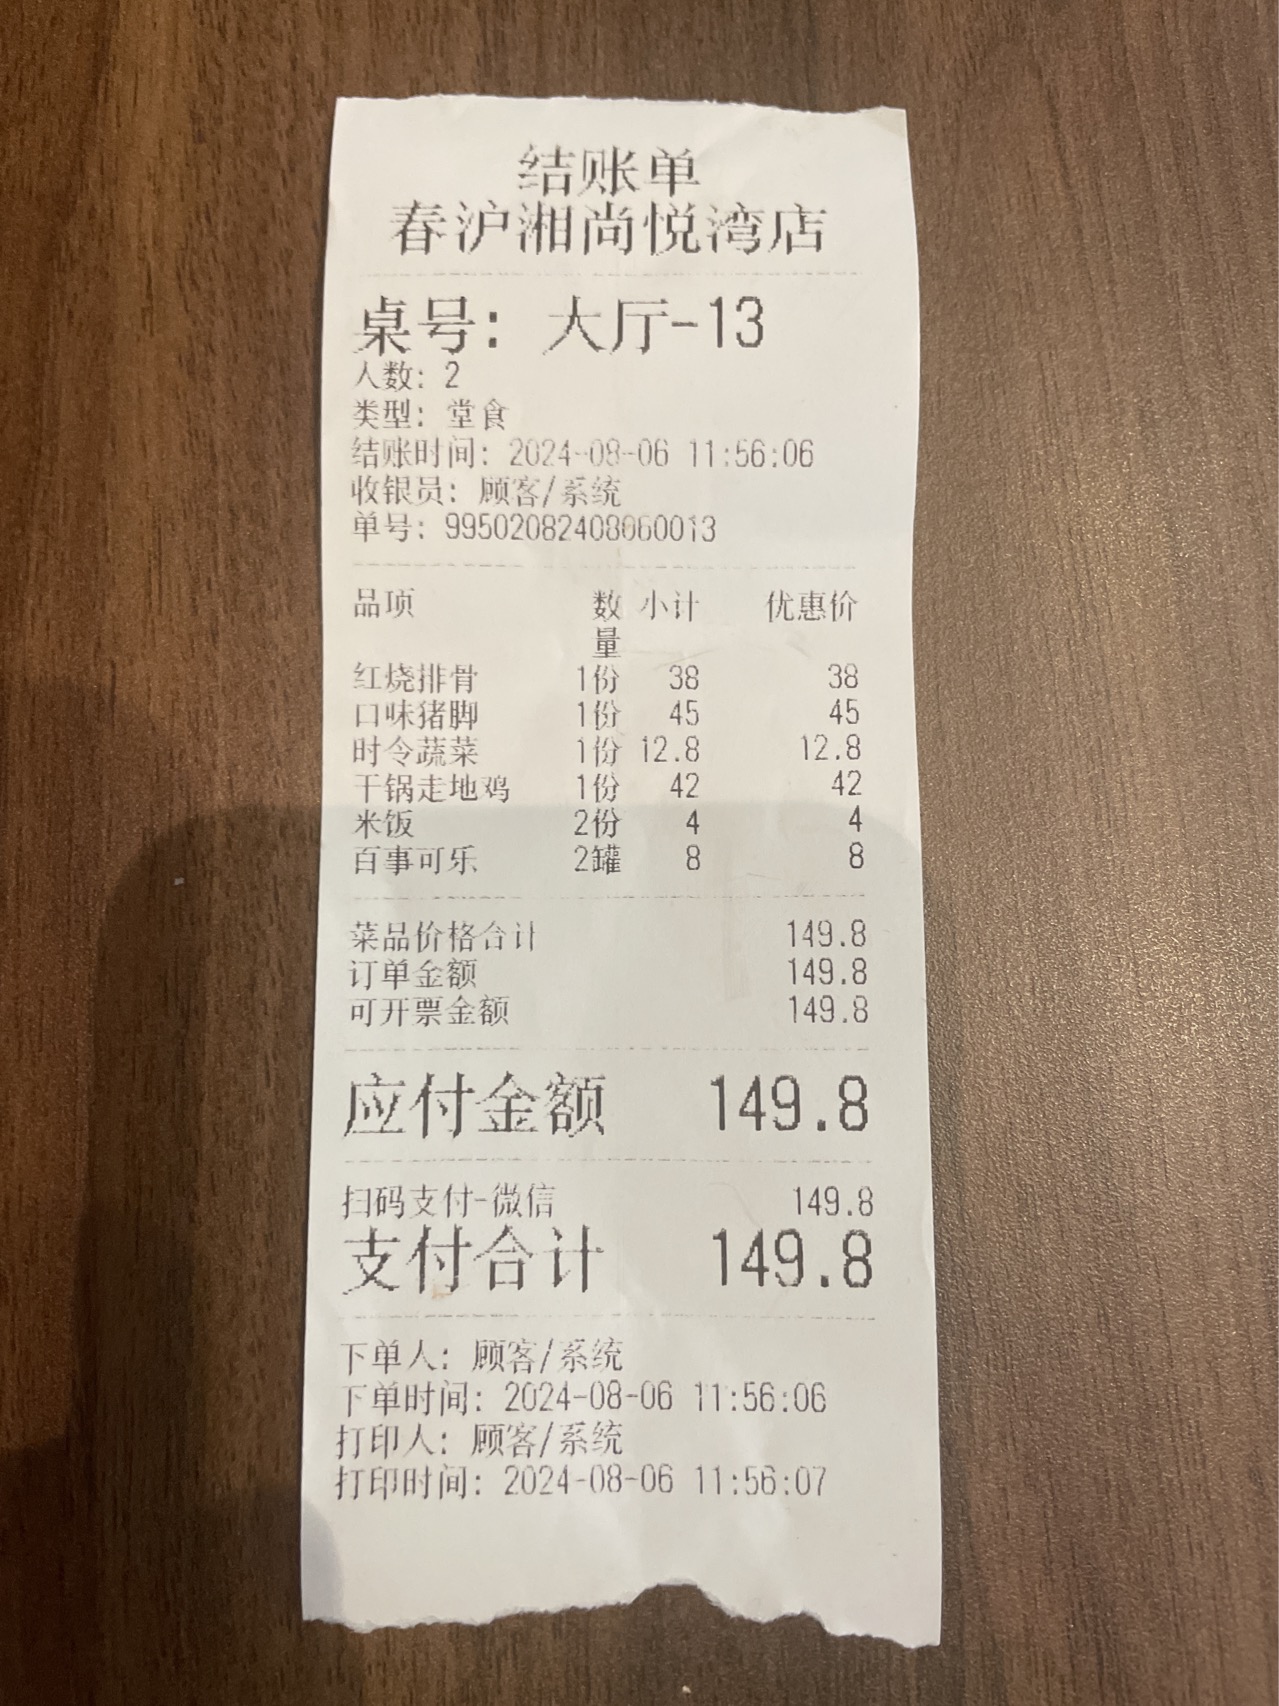 结账单
春沪湘尚悦湾店
桌号: 大厅-13
人数: 2
类型: 堂食
结账时间: 2024-08-06 11:56:06
收银员: 顾客/系统
单号: 99502082408060013
品项 数量 小计 优惠价
红烧排骨 1份 38 38
口味猪脚 1份 45 45
时令蔬菜 1份 12.8 12.8
干锅走地鸡 1份 42 42
米饭 2份 4 4
百事可乐 2罐 8 8
菜品价格合计 149.8
订单金额 149.8
可开票金额 149.8
应付金额 149.8
扫码支付-微信 149.8
支付合计 149.8
下单人: 顾客/系统
下单时间: 2024-08-06 11:56:06
打印人: 顾客/系统
打印时间: 2024-08-06 11:56:07